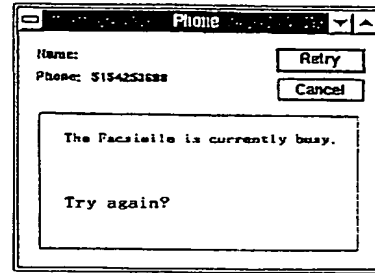 Phone
Name:
Retry
Phone: 5154253688
Cancel
The Facsimile is currently busy.
Try again?